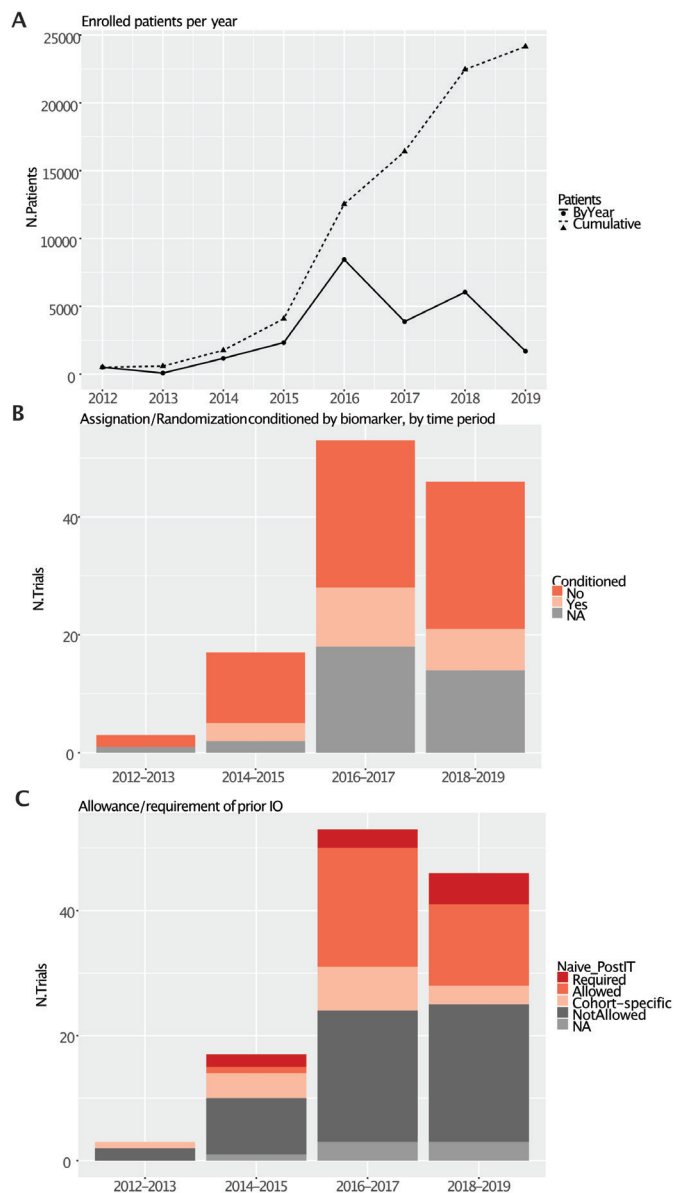 A
Enrolled patients per year
25000
20000
15000
10000
5000
0
N.Patients
2012 2013 2014 2015 2016 2017 2018 2019
Patients
ByYear
Cumulative
B
Assignation/Randomizationconditioned by biomarker, by time period
40
20
0
N.Trials
2012–2013 2014–2015 2016–2017 2018–2019
Conditioned
No
Yes
NA
C
Allowance/requirement of prior IO
40
20
0
N.Trials
2012–2013 2014–2015 2016–2017 2018–2019
Naive_PostIT
Required
Allowed
Cohort–specific
NotAllowed
NA